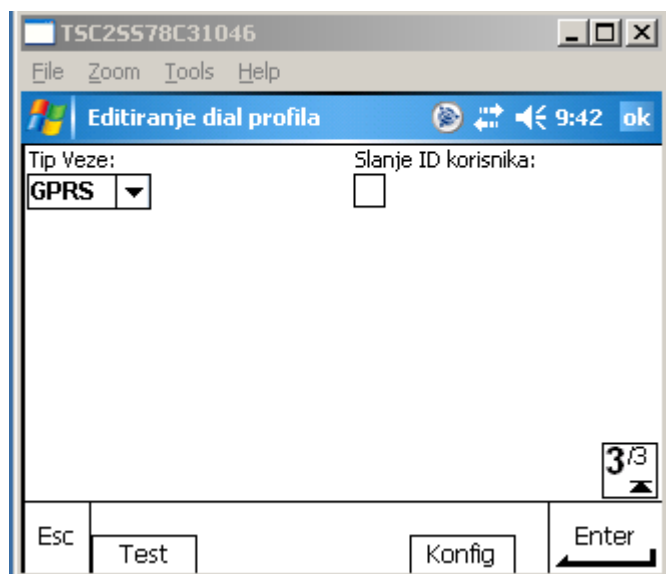 TSC2SS78C31046
File Zoom Tools Help
Editiranje dial profila 9:42 ok
Tip Veze: Slanje ID korisnika:
GPRS
3/3
Esc Test Konfig Enter